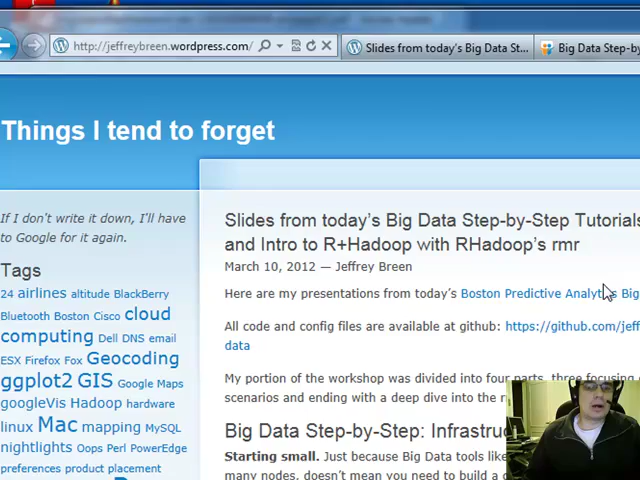 http://jeffreybreen.wordpress.com/
Slides from today's Big Data St...
Big Data Step-by
Things I tend to forget
If I don't write it down, I'll have
to Google for it again.
Tags
24 airlines altitude BlackBerry
Bluetooth Boston Cisco cloud
computing Dell DNS email
ESX Firefox Fox Geocoding
ggplot2 GIS Google Maps
googleVis Hadoop hardware
linux Mac mapping MySQL
nightlights Oops Perl PowerEdge
preferences product placement
Slides from today's Big Data Step-by-Step Tutorials
and Intro to R+Hadoop with RHadoop's rmr
March 10, 2012 — Jeffrey Breen
Here are my presentations from today's Boston Predictive Analytics Big
All code and config files are available at github: https://github.com/jeff
data
My portion of the workshop was divided into four parts, three focusing
scenarios and ending with a deep dive into the
Big Data Step-by-Step: Infrastruc
Starting small. Just because Big Data tools like
many nodes, doesn't mean you need to build a